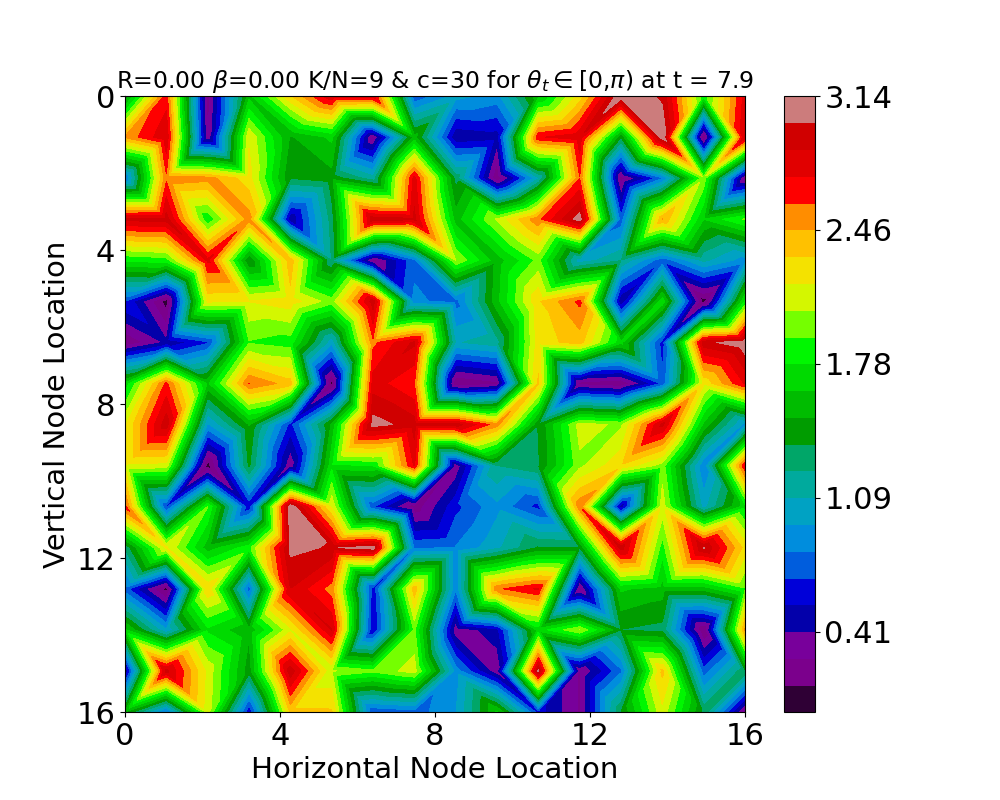 R=0.00 β=0.00 K/N=9 & c=30 for θ_t ∈ [0,π) at t = 7.9
0
4
8
12
16
Vertical Node Location
0 4 8 12 16
Horizontal Node Location
3.14
2.46
1.78
1.09
0.41